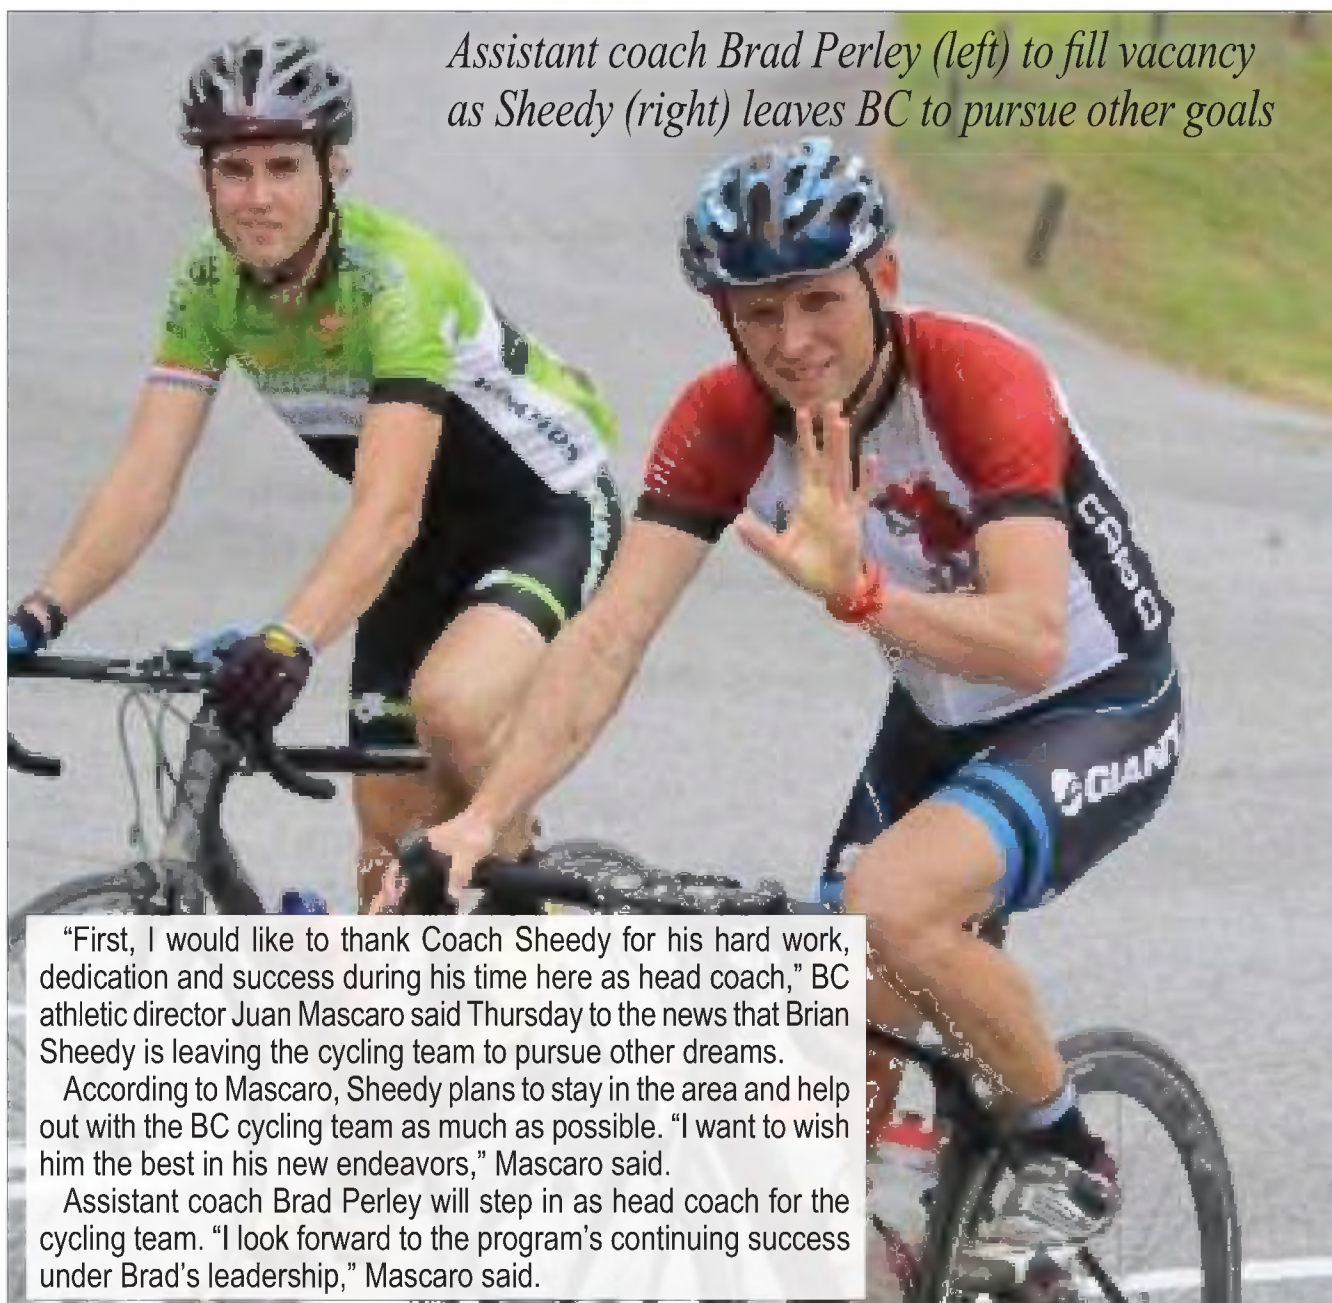 Assistant coach Brad Perley (left) to fill vacancy
as Sheedy (right) leaves BC to pursue other goals
CAPO
GIANT
“First, I would like to thank Coach Sheedy for his hard work,
dedication and success during his time here as head coach,” BC
athletic director Juan Mascaro said Thursday to the news that Brian
Sheedy is leaving the cycling team to pursue other dreams.
According to Mascaro, Sheedy plans to stay in the area and help
out with the BC cycling team as much as possible. “I want to wish
him the best in his new endeavors,” Mascaro said.
Assistant coach Brad Perley will step in as head coach for the
cycling team. “I look forward to the program’s continuing success
under Brad’s leadership,” Mascaro said.